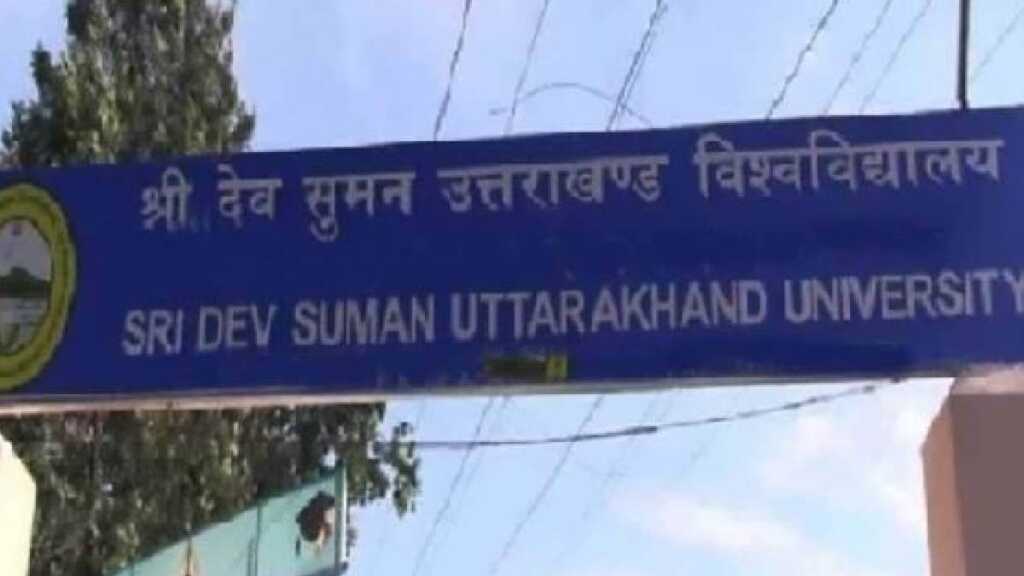 श्री देव सुमन उत्तराखण्ड विश्वविद्यालय
SRI DEV SUMAN UTTARAKHAND UNIVERSITY